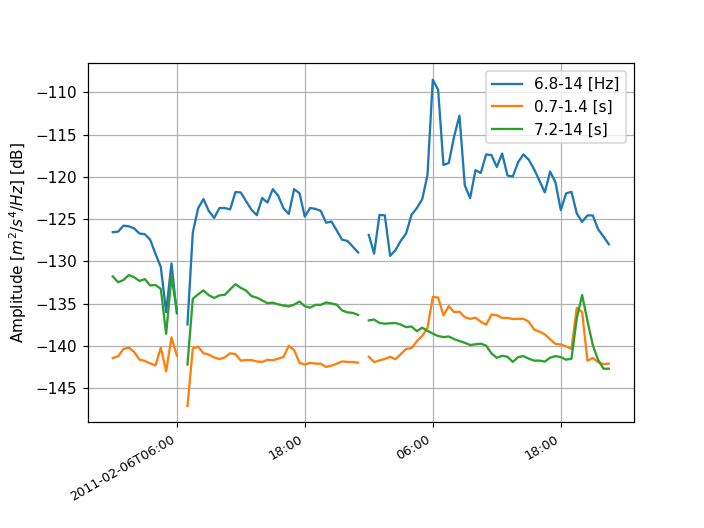 6.8-14 [Hz]
0.7-1.4 [s]
7.2-14 [s]
−110
−115
−120
−125
−130
−135
−140
−145
Amplitude [m²/s⁴/Hz] [dB]
2011-02-06T06:00
18:00
06:00
18:00